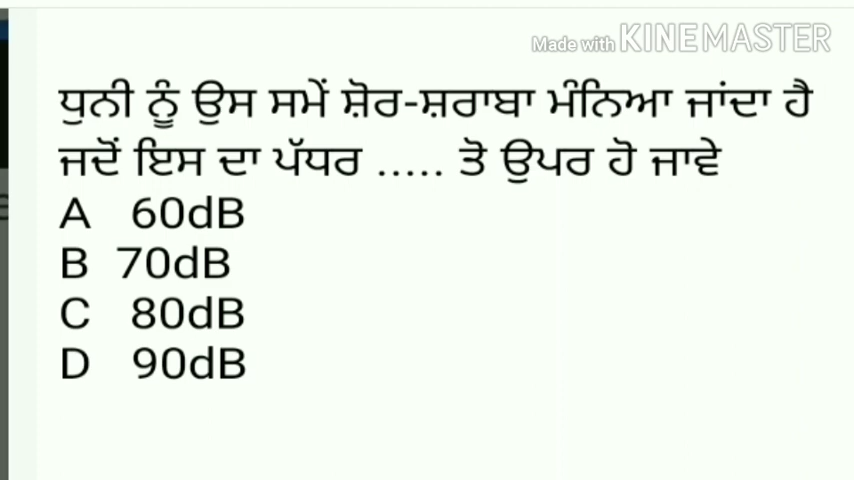 Made with KINEMASTER
ਧੁਨੀ ਨੂੰ ਉਸ ਸਮੇਂ ਸ਼ੋਰ-ਸ਼ਰਾਬਾ ਮੰਨਿਆ ਜਾਂਦਾ ਹੈ
ਜਦੋਂ ਇਸ ਦਾ ਪੱਧਰ ..... ਤੋ ਉਪਰ ਹੋ ਜਾਵੇ
A 60dB
B 70dB
C 80dB
D 90dB